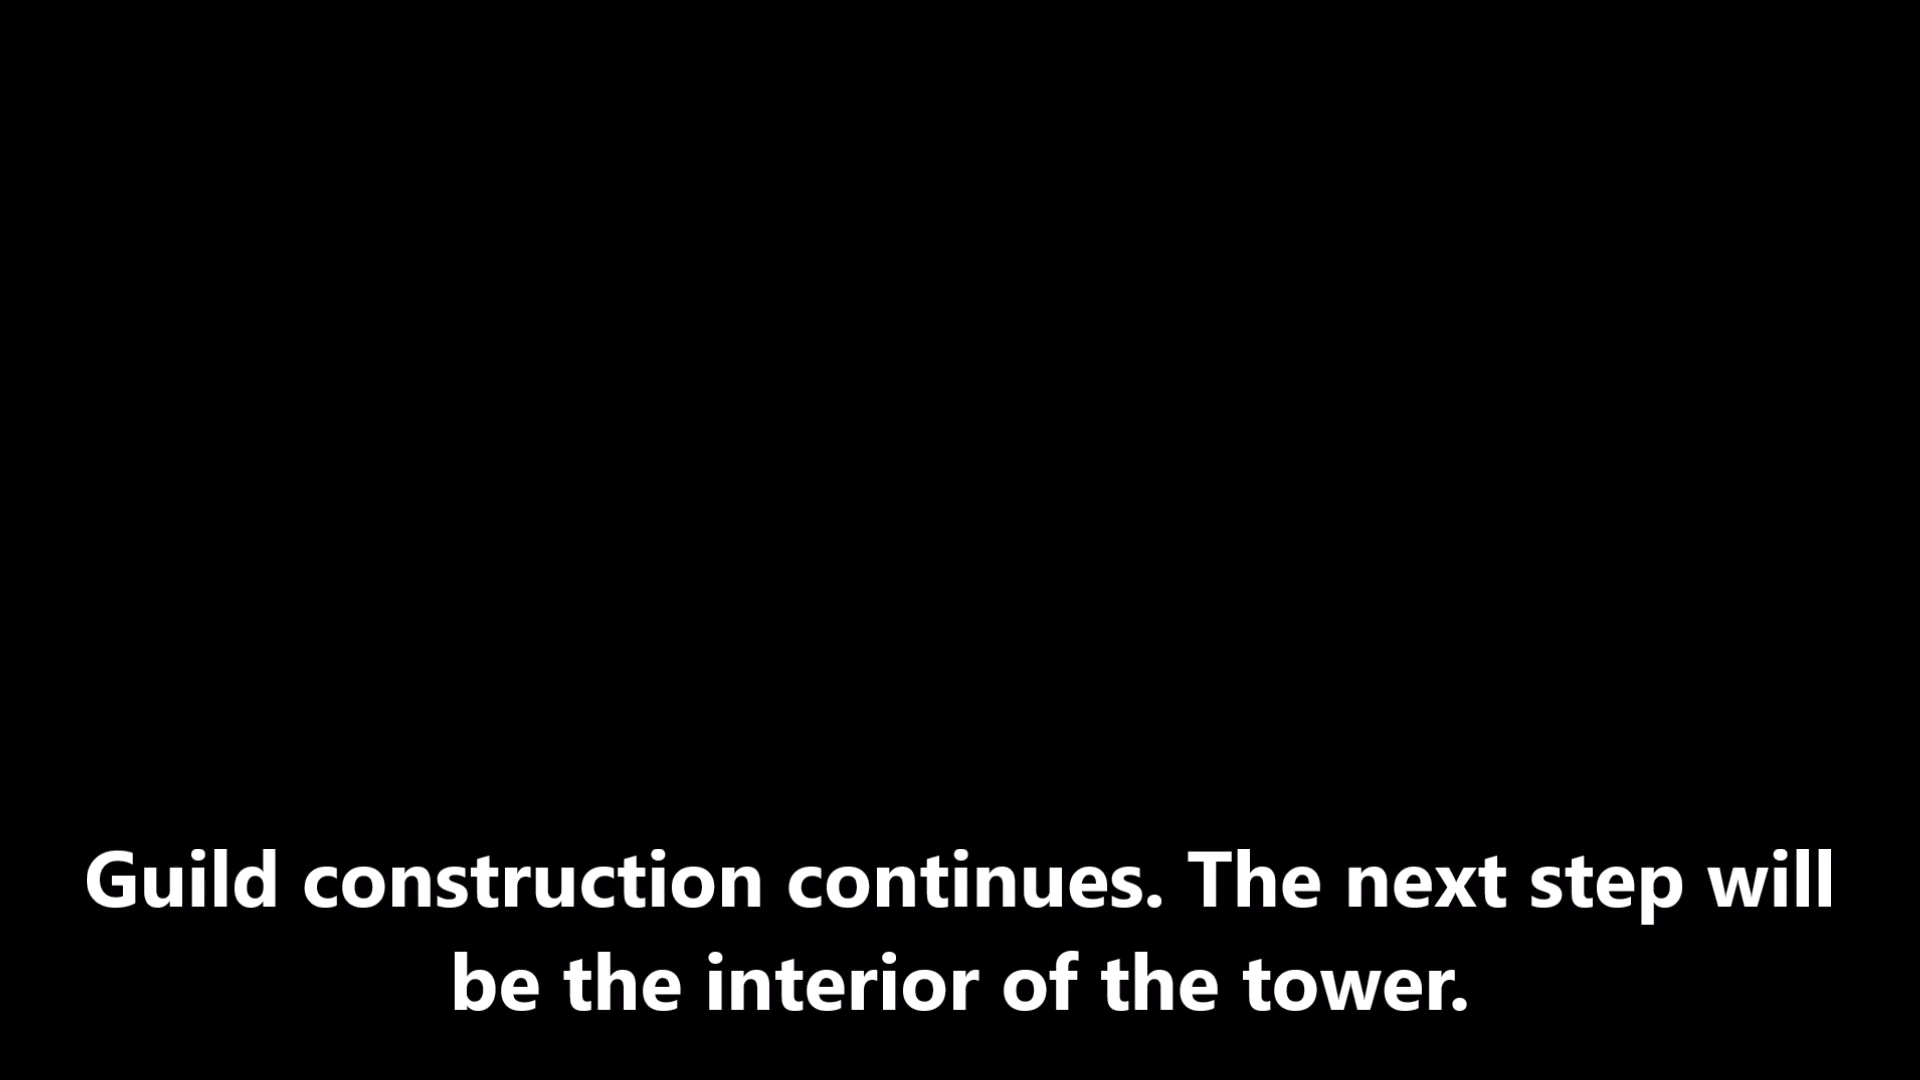 Guild construction continues. The next step will
be the interior of the tower.